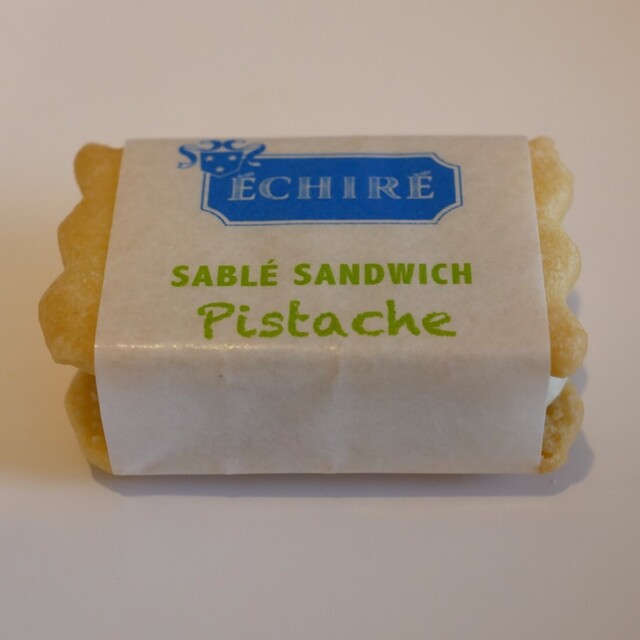 ÉCHIRÉ
SABLÉ SANDWICH
Pistache